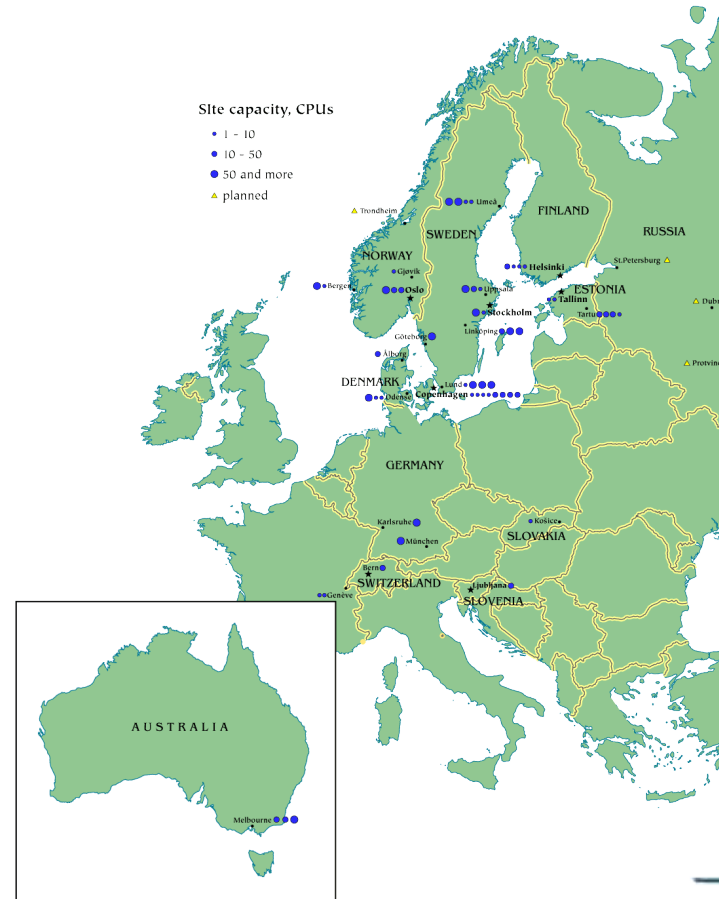 SIte capacity, CPUs
1 - 10
10 - 50
50 and more
planned
Trondheim
Umeå
FINLAND
SWEDEN
RUSSIA
NORWAY
St.Petersburg
Helsinki
Gjøvik
Bergen
Oslo
Uppsala
ESTONIA
Tallinn
Stockholm
Tartu
Göteborg
Linköping
Ålborg
Protvino
DENMARK
Lund
Copenhagen
Odense
GERMANY
Karlsruhe
Košice
SLOVAKIA
München
Bern
SWITZERLAND
Ljubljana
SLOVENIA
Genève
AUSTRALIA
Melbourne